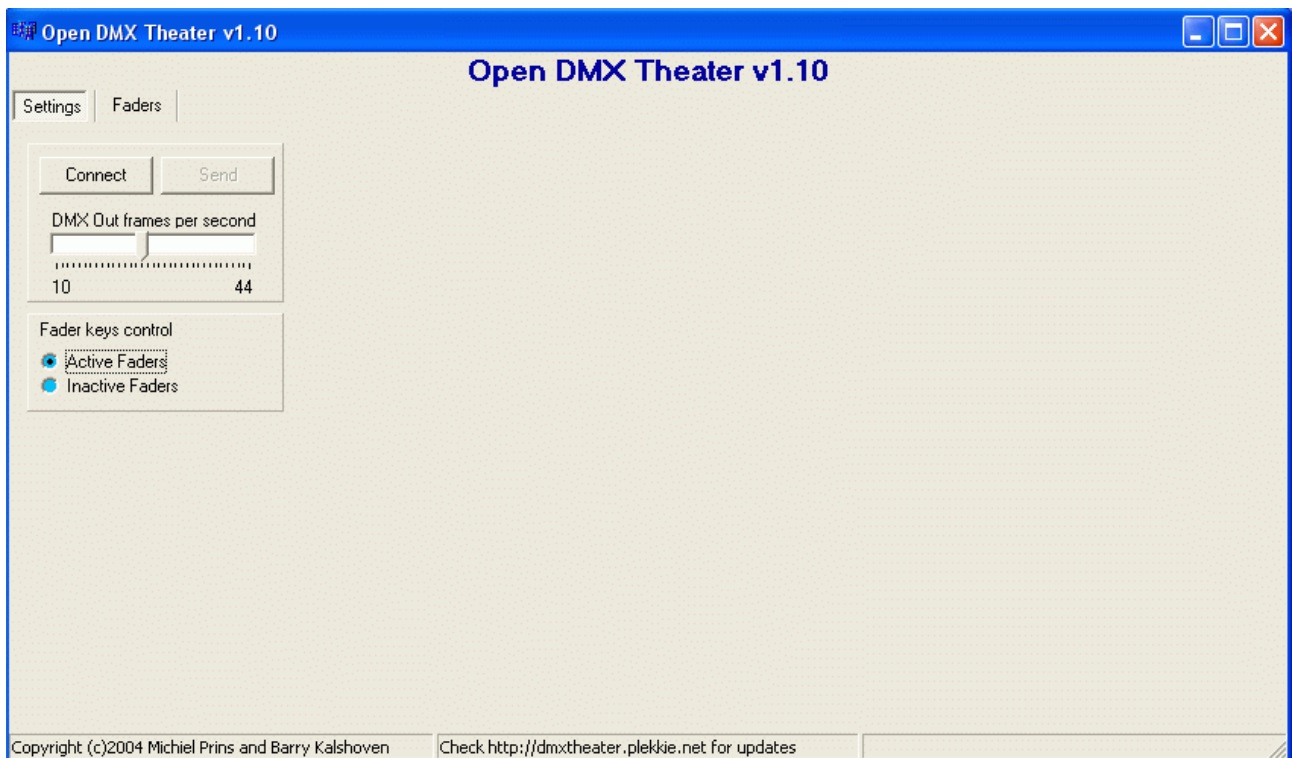 Open DMX Theater v1.10
Open DMX Theater v1.10
Settings Faders
Connect Send
DMX Out frames per second
10 44
Fader keys control
Active Faders
Inactive Faders
Copyright (c)2004 Michiel Prins and Barry Kalshoven Check http://dmxtheater.plekkie.net for updates